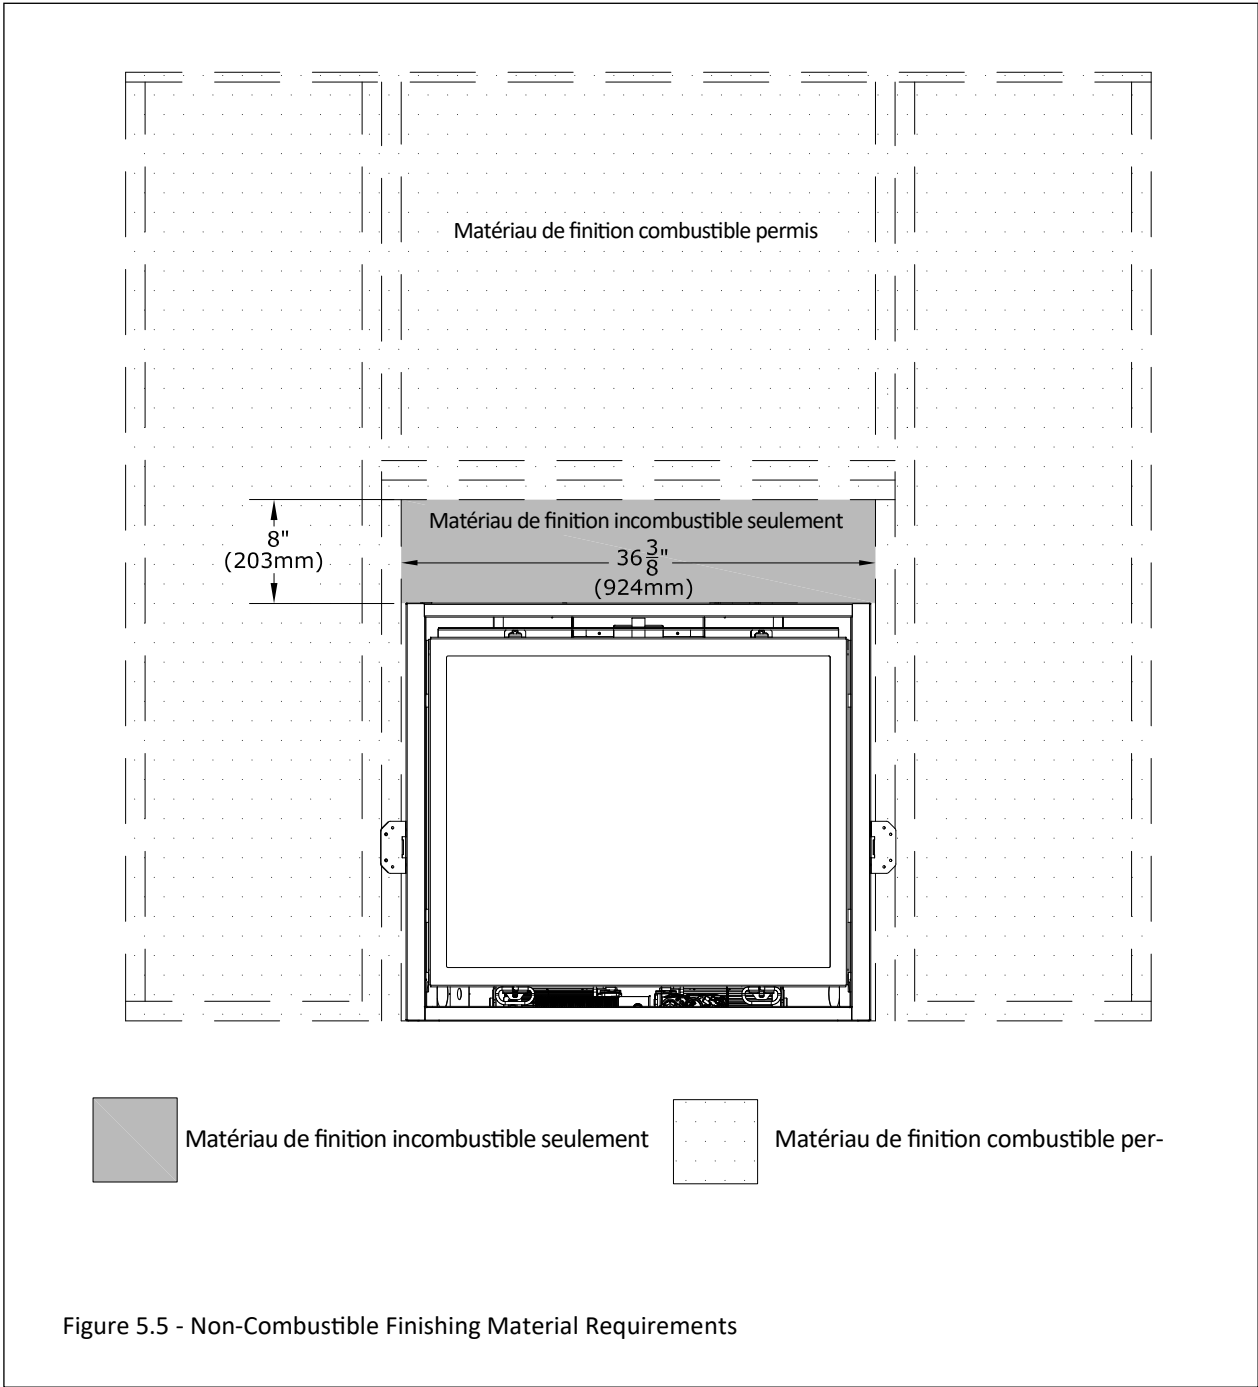 Matériau de finition combustible permis
Matériau de finition incombustible seulement
8"
(203mm)
36 3/8"
(924mm)
Matériau de finition incombustible seulement
Matériau de finition combustible per-
Figure 5.5 - Non-Combustible Finishing Material Requirements